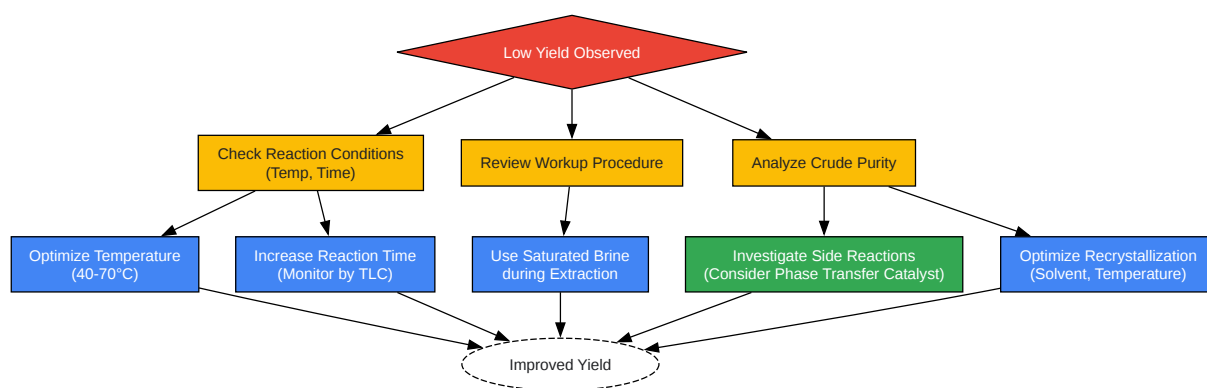 Low Yield Observed
Check Reaction Conditions
(Temp, Time)
Review Workup Procedure
Analyze Crude Purity
Optimize Temperature
(40-70°C)
Increase Reaction Time
(Monitor by TLC)
Use Saturated Brine
during Extraction
Investigate Side Reactions
(Consider Phase Transfer Catalyst)
Optimize Recrystallization
(Solvent, Temperature)
Improved Yield